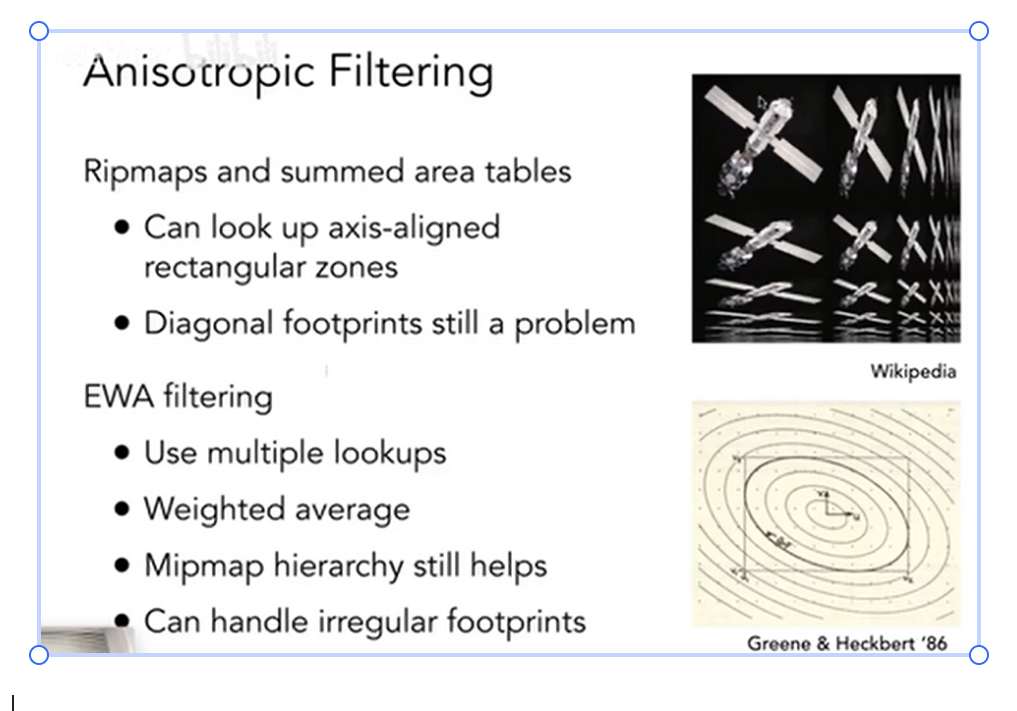 Anisotropic Filtering
Ripmaps and summed area tables
● Can look up axis-aligned
rectangular zones
● Diagonal footprints still a problem
Wikipedia
EWA filtering
● Use multiple lookups
● Weighted average
● Mipmap hierarchy still helps
● Can handle irregular footprints
Greene & Heckbert '86